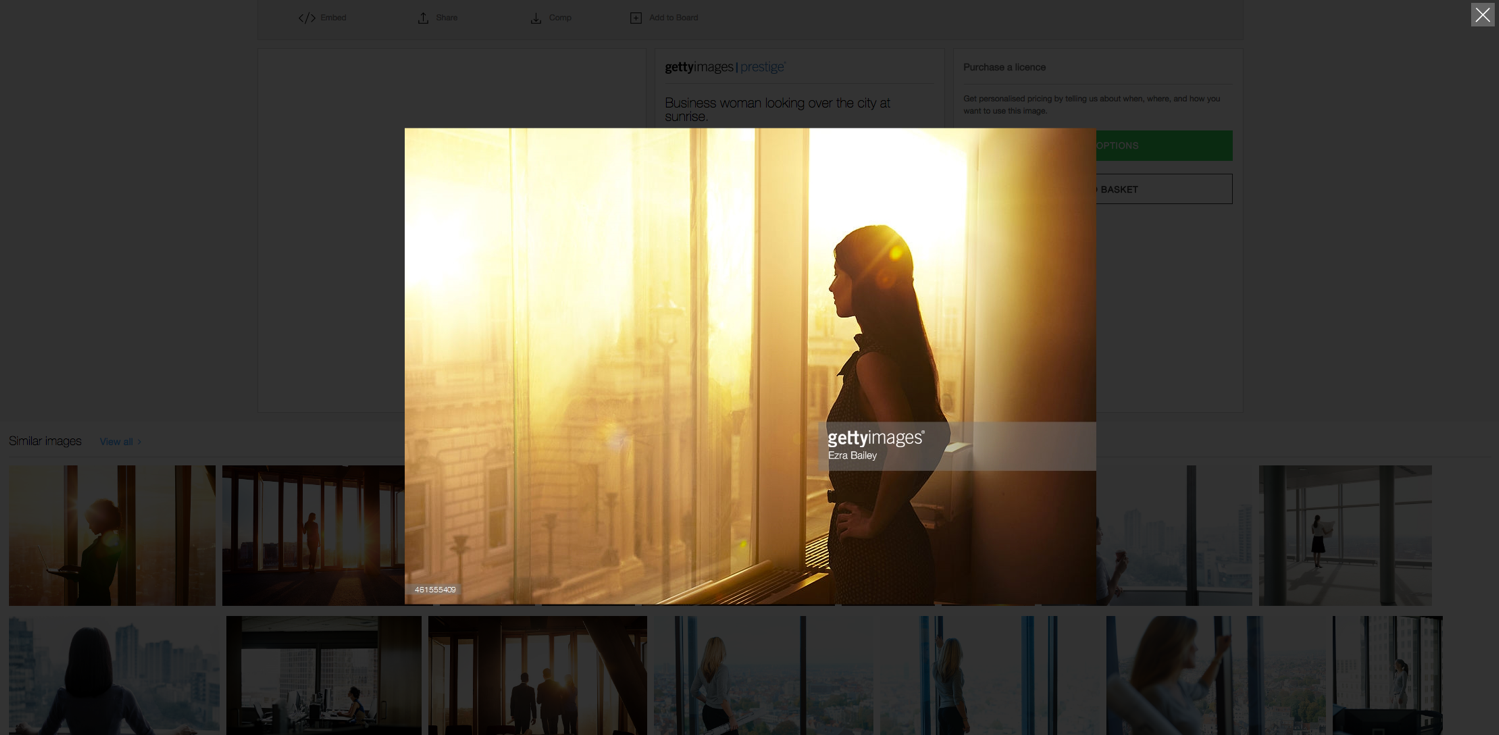 Embed
Share
Comp
Add to Board
gettyimages | prestige®
Business woman looking over the city at
sunrise.
Purchase a licence
Get personalised pricing by telling us about when, where, and how you
want to use this image.
OPTIONS
BASKET
gettyimages®
Ezra Bailey
461555409
Similar images
View all ›